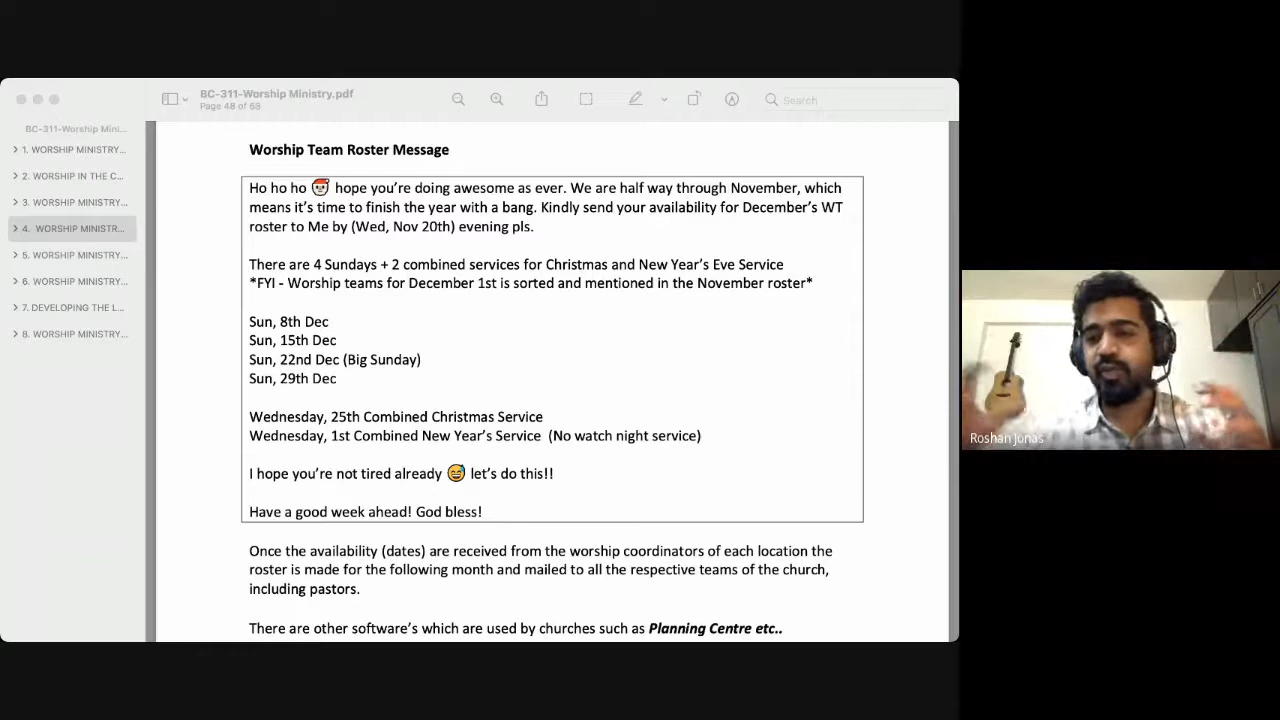 BC-311-Worship Ministry.pdf
Page 48 of 68
Search
BC-311-Worship Mini...
1. WORSHIP MINISTRY...
2. WORSHIP IN THE C...
3. WORSHIP MINISTRY...
4. WORSHIP MINISTR...
5. WORSHIP MINISTRY...
6. WORSHIP MINISTRY...
7. DEVELOPING THE L...
8. WORSHIP MINISTRY...
Worship Team Roster Message
Ho ho ho 🎅 hope you're doing awesome as ever. We are half way through November, which
means it's time to finish the year with a bang. Kindly send your availability for December's WT
roster to Me by (Wed, Nov 20th) evening pls.
There are 4 Sundays + 2 combined services for Christmas and New Year's Eve Service
*FYI - Worship teams for December 1st is sorted and mentioned in the November roster*
Sun, 8th Dec
Sun, 15th Dec
Sun, 22nd Dec (Big Sunday)
Sun, 29th Dec
Wednesday, 25th Combined Christmas Service
Wednesday, 1st Combined New Year's Service (No watch night service)
I hope you're not tired already 😅 let's do this!!
Have a good week ahead! God bless!
Once the availability (dates) are received from the worship coordinators of each location the
roster is made for the following month and mailed to all the respective teams of the church,
including pastors.
There are other software's which are used by churches such as Planning Centre etc..
Roshan Jonas